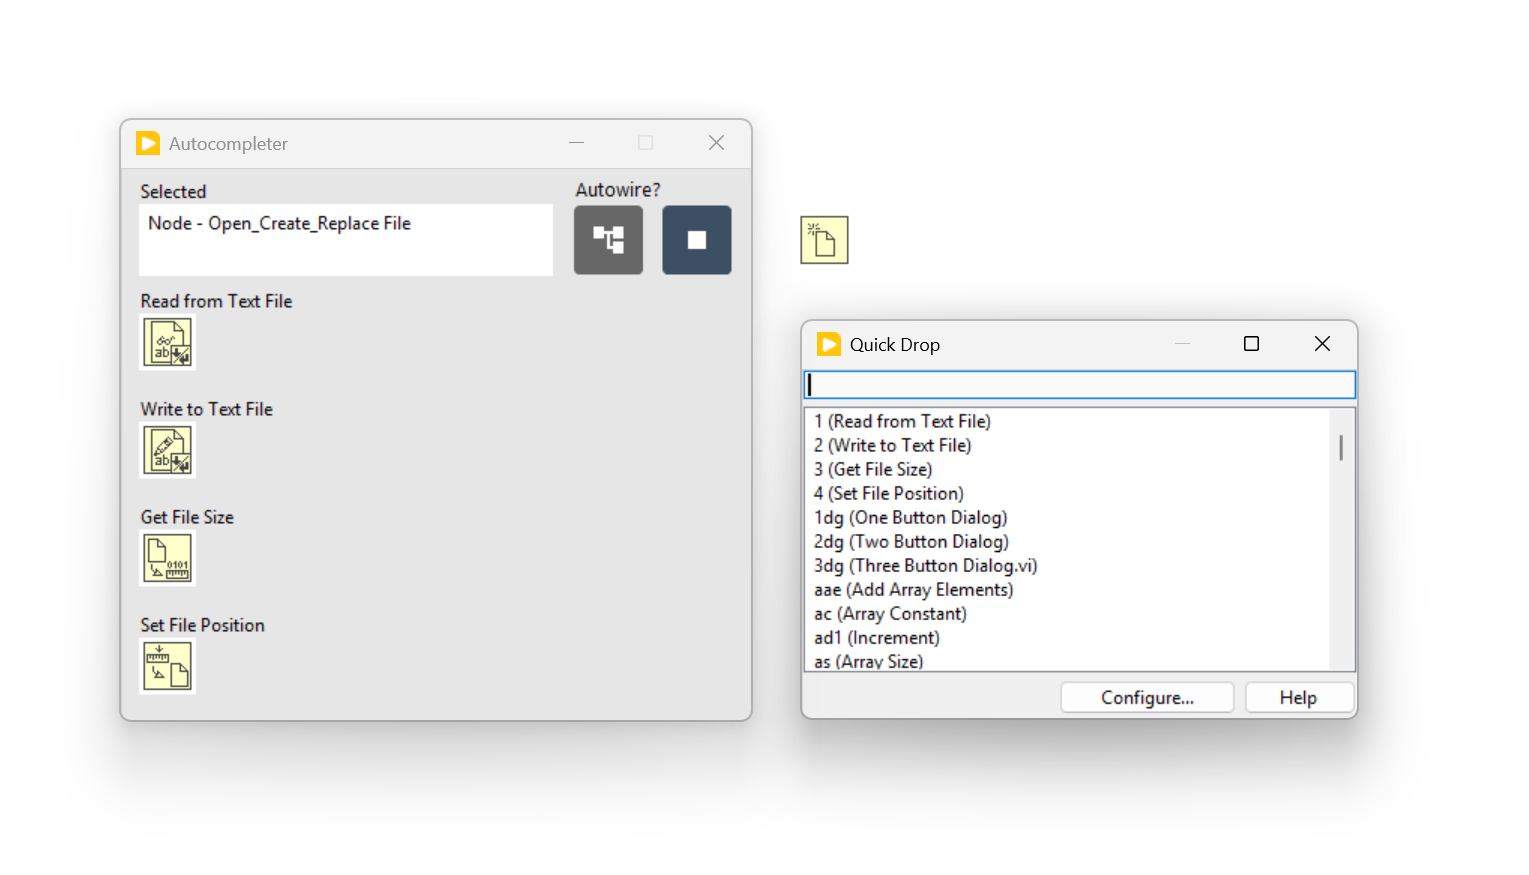 Autocompleter
Selected
Autowire?
Node - Open_Create_Replace File
Read from Text File
ab
Write to Text File
ab
Get File Size
0101
Set File Position
Quick Drop
1 (Read from Text File)
2 (Write to Text File)
3 (Get File Size)
4 (Set File Position)
1dg (One Button Dialog)
2dg (Two Button Dialog)
3dg (Three Button Dialog.vi)
aae (Add Array Elements)
ac (Array Constant)
ad1 (Increment)
as (Array Size)
Configure...
Help